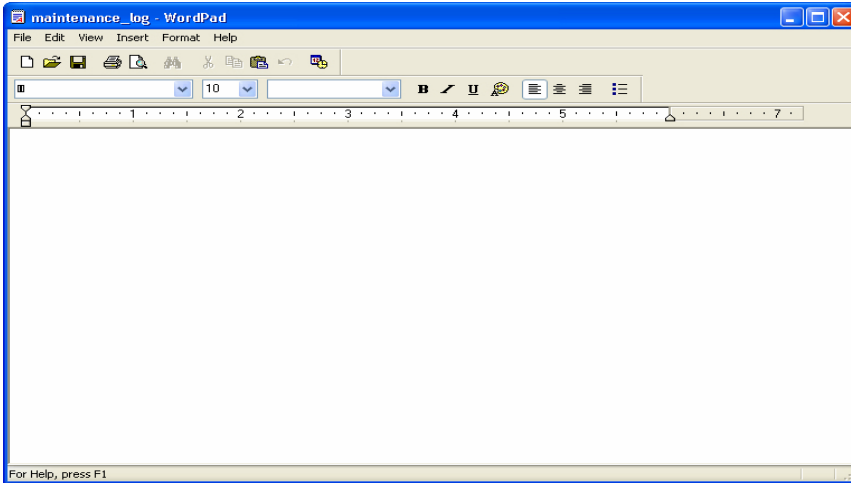 maintenance_log - WordPad
File Edit View Insert Format Help
10
B U
1 2 3 4 5 7
For Help, press F1